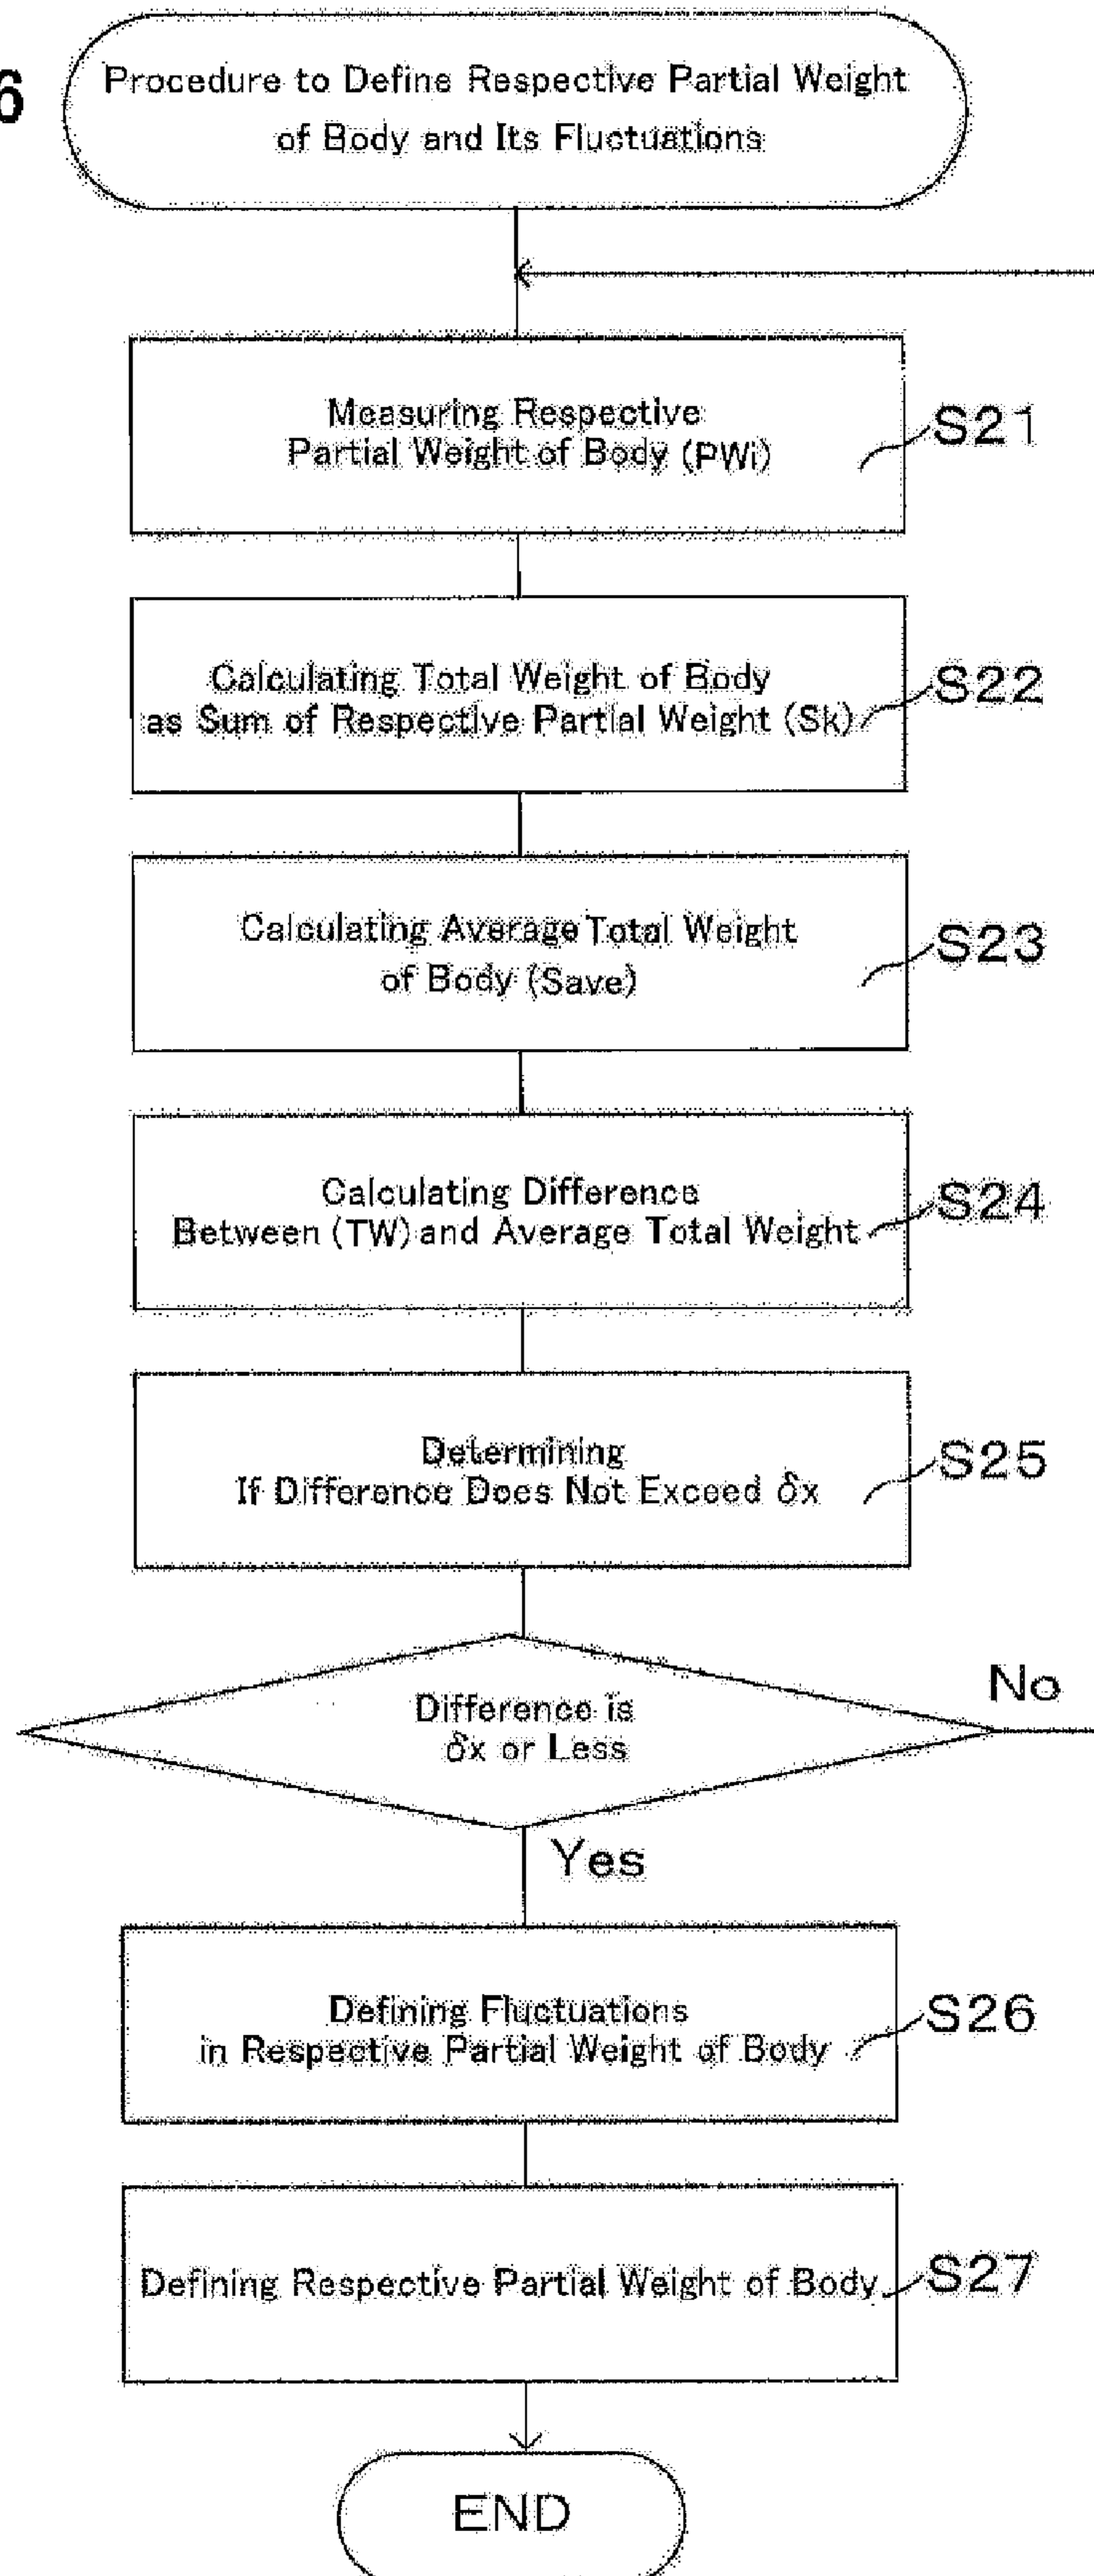 6
Procedure to Define Respective Partial Weight
of Body and Its Fluctuations
Measuring Respective
Partial Weight of Body (PWi)
S21
Calculating Total Weight of Body
as Sum of Respective Partial Weight (Sk)
S22
Calculating Average Total Weight
of Body (Save)
S23
Calculating Difference
Between (TW) and Average Total Weight
S24
Determining
If Difference Does Not Exceed δx
S25
Difference is
δx or Less
No
Yes
Defining Fluctuations
in Respective Partial Weight of Body
S26
Defining Respective Partial Weight of Body
S27
END